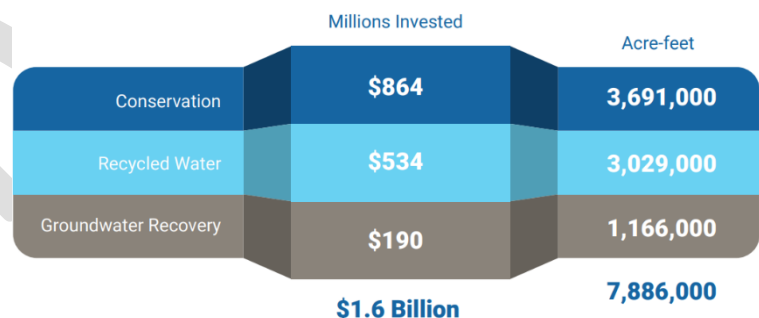 Millions Invested
Acre-feet
Conservation $864 3,691,000
Recycled Water $534 3,029,000
Groundwater Recovery $190 1,166,000
$1.6 Billion 7,886,000